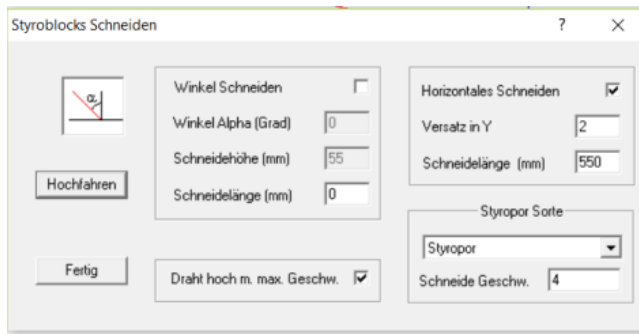 Styroblocks Schneiden ? ×
α
Winkel Schneiden
Winkel Alpha (Grad) 0
Schneidehöhe (mm) 55
Schneidelänge (mm) 0
Hochfahren
Fertig
Draht hoch m. max. Geschw.
Horizontales Schneiden
Versatz in Y 2
Schneidelänge (mm) 550
Styropor Sorte
Styropor
Schneide Geschw. 4